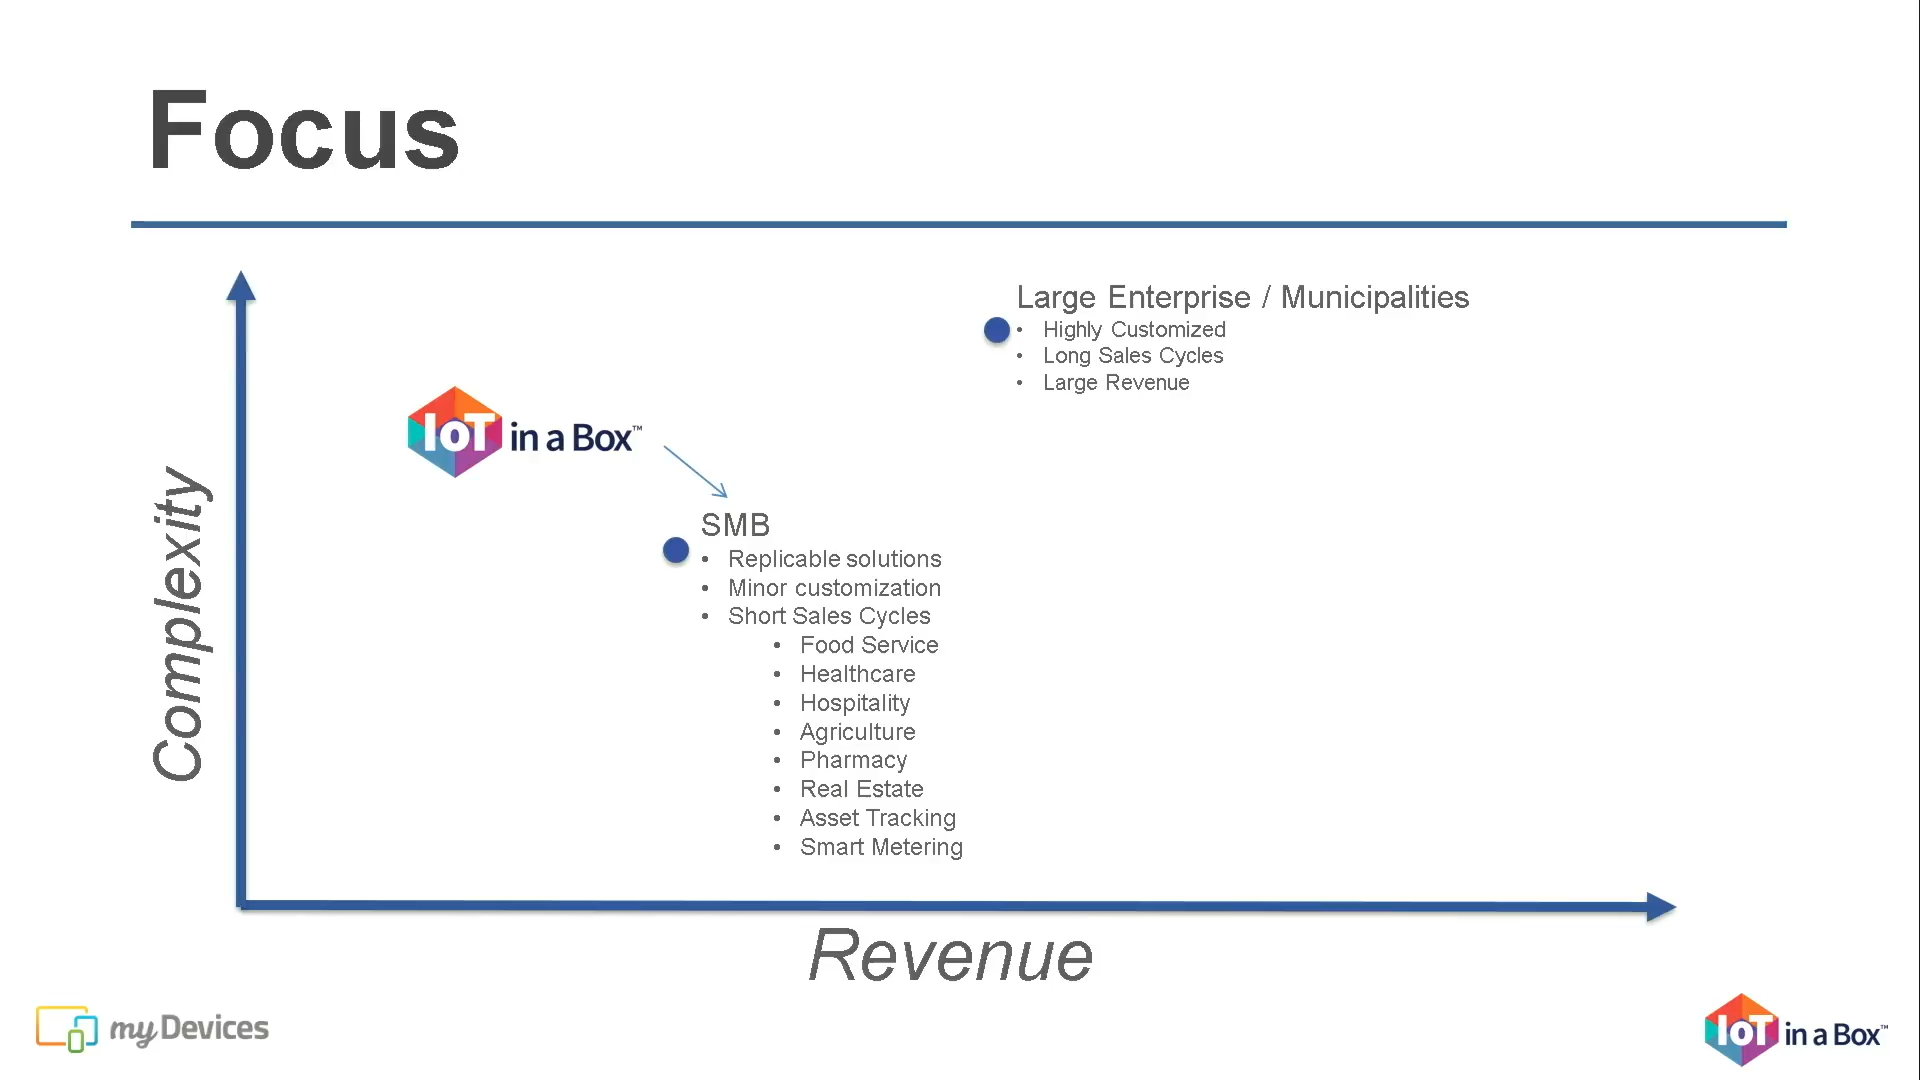 Focus
Large Enterprise / Municipalities
• Highly Customized
• Long Sales Cycles
• Large Revenue
IoT in a Box™
SMB
• Replicable solutions
• Minor customization
• Short Sales Cycles
• Food Service
• Healthcare
• Hospitality
• Agriculture
• Pharmacy
• Real Estate
• Asset Tracking
• Smart Metering
Complexity
Revenue
myDevices
IoT in a Box™